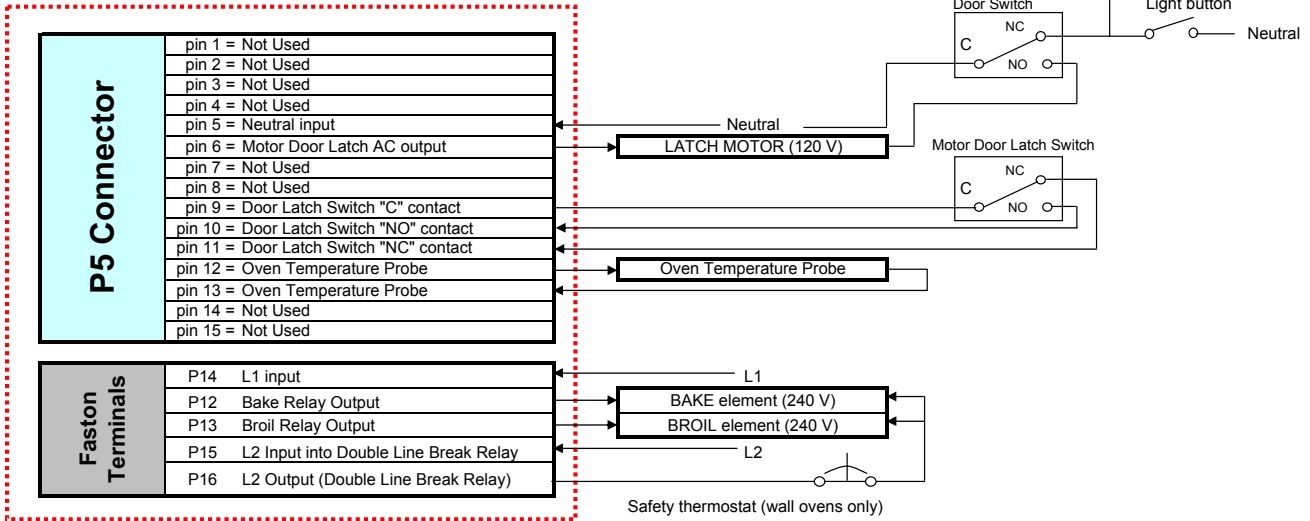 Door Switch
Light button
NC
C
NO
Neutral
P5 Connector
pin 1 = Not Used
pin 2 = Not Used
pin 3 = Not Used
pin 4 = Not Used
pin 5 = Neutral input
pin 6 = Motor Door Latch AC output
pin 7 = Not Used
pin 8 = Not Used
pin 9 = Door Latch Switch "C" contact
pin 10 = Door Latch Switch "NO" contact
pin 11 = Door Latch Switch "NC" contact
pin 12 = Oven Temperature Probe
pin 13 = Oven Temperature Probe
pin 14 = Not Used
pin 15 = Not Used
Neutral
LATCH MOTOR (120 V)
Motor Door Latch Switch
NC
C
NO
Oven Temperature Probe
Faston
Terminals
P14 L1 input
P12 Bake Relay Output
P13 Broil Relay Output
P15 L2 Input into Double Line Break Relay
P16 L2 Output (Double Line Break Relay)
L1
BAKE element (240 V)
BROIL element (240 V)
L2
Safety thermostat (wall ovens only)